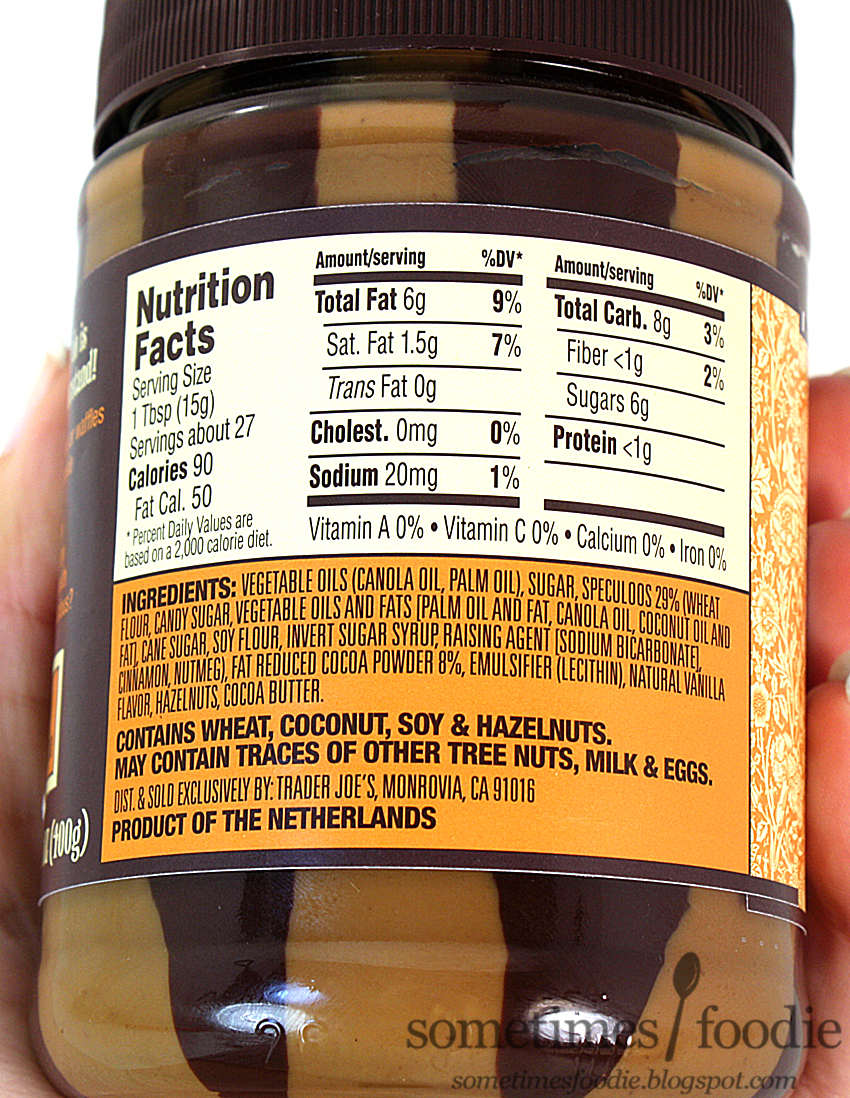 is
stand!
waffles
Nutrition
Facts
Serving Size
1 Tbsp (15g)
Servings about 27
Calories 90
Fat Cal. 50
* Percent Daily Values are
based on a 2,000 calorie diet.
Amount/serving %DV*
Total Fat 6g 9%
Sat. Fat 1.5g 7%
Trans Fat 0g
Cholest. 0mg 0%
Sodium 20mg 1%
Amount/serving %DV*
Total Carb. 8g 3%
Fiber <1g 2%
Sugars 6g
Protein <1g
Vitamin A 0% • Vitamin C 0% • Calcium 0% • Iron 0%
INGREDIENTS: VEGETABLE OILS (CANOLA OIL, PALM OIL), SUGAR, SPECULOOS 29% (WHEAT
FLOUR, CANDY SUGAR, VEGETABLE OILS AND FATS [PALM OIL AND FAT, CANOLA OIL, COCONUT OIL AND
FAT], CANE SUGAR, SOY FLOUR, INVERT SUGAR SYRUP, RAISING AGENT [SODIUM BICARBONATE],
CINNAMON, NUTMEG), FAT REDUCED COCOA POWDER 8%, EMULSIFIER (LECITHIN), NATURAL VANILLA
FLAVOR, HAZELNUTS, COCOA BUTTER.
CONTAINS WHEAT, COCONUT, SOY & HAZELNUTS.
MAY CONTAIN TRACES OF OTHER TREE NUTS, MILK & EGGS.
DIST. & SOLD EXCLUSIVELY BY: TRADER JOE'S, MONROVIA, CA 91016
PRODUCT OF THE NETHERLANDS
(400g)
sometimes foodie
sometimesfoodie.blogspot.com